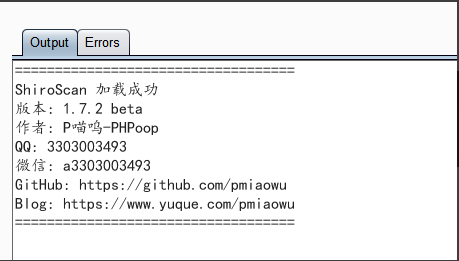 Output
Errors
===================================
ShiroScan 加载成功
版本: 1.7.2 beta
作者: P喵呜-PHPoop
QQ: 3303003493
微信: a3303003493
GitHub: https://github.com/pmiaowu
Blog: https://www.yuque.com/pmiaowu
===================================